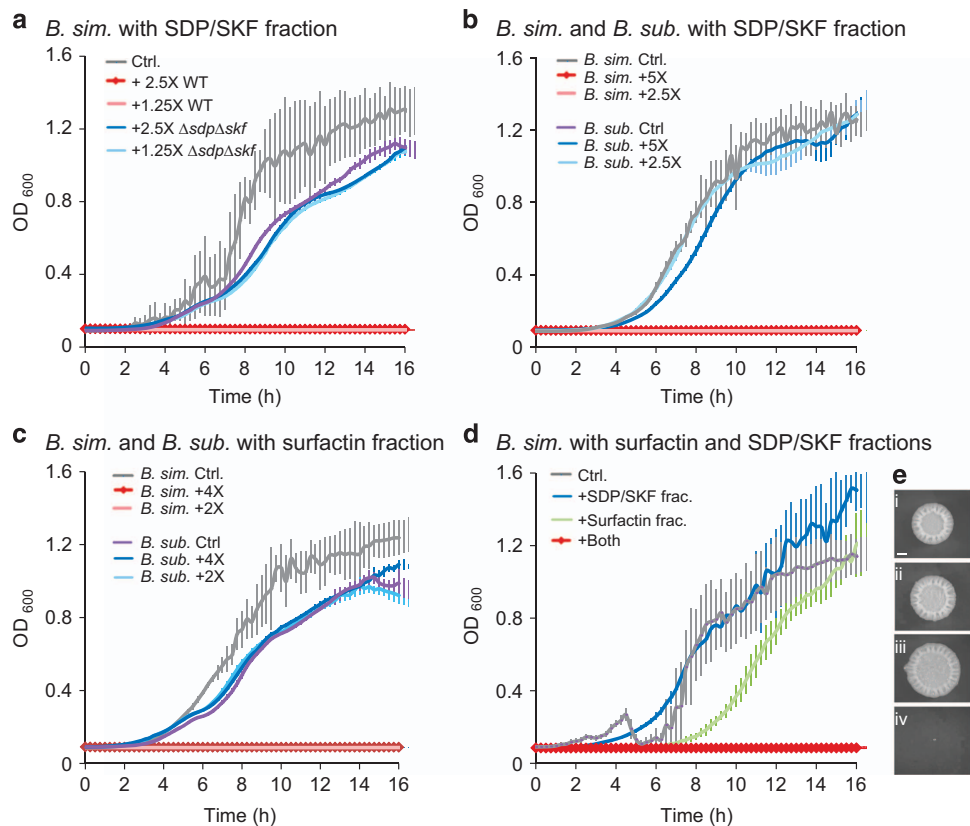 a B. sim. with SDP/SKF fraction
1.6
1.2
0.8
0.4
0
OD 600
Ctrl.
+ 2.5X WT
+1.25X WT
+2.5X ΔsdpΔskf
+1.25X ΔsdpΔskf
0 2 4 6 8 10 12 14 16
Time (h)
b B. sim. and B. sub. with SDP/SKF fraction
1.6
1.2
0.8
0.4
0
OD 600
B. sim. Ctrl.
B. sim. +5X
B. sim. +2.5X
B. sub. Ctrl
B. sub. +5X
B. sub. +2.5X
0 2 4 6 8 10 12 14 16
Time (h)
c B. sim. and B. sub. with surfactin fraction
1.6
1.2
0.8
0.4
0
OD 600
B. sim. Ctrl.
B. sim. +4X
B. sim. +2X
B. sub. Ctrl
B. sub. +4X
B. sub. +2X
0 2 4 6 8 10 12 14 16
Time (h)
d B. sim. with surfactin and SDP/SKF fractions
1.6
1.2
0.8
0.4
0
OD 600
Ctrl.
+SDP/SKF frac.
+Surfactin frac.
+Both
0 2 4 6 8 10 12 14 16
Time (h)
e
i
ii
iii
iv